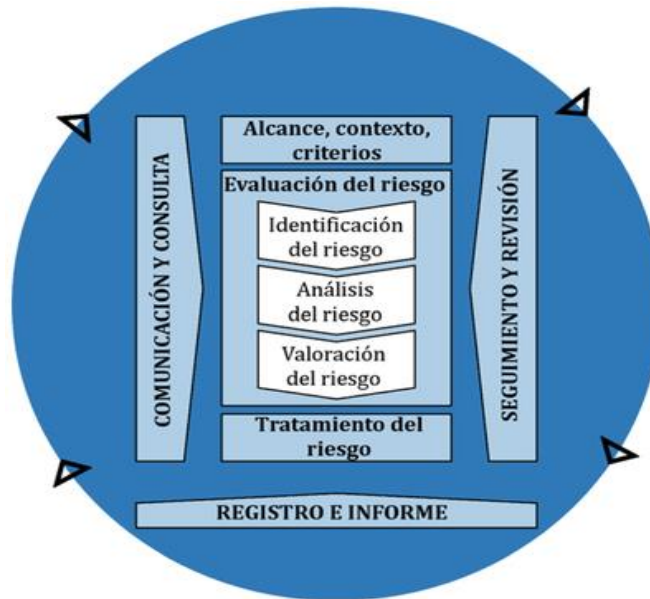 Alcance, contexto,
criterios
Evaluación del riesgo
Identificación
del riesgo
Análisis
del riesgo
Valoración
del riesgo
Tratamiento del
riesgo
COMUNICACIÓN Y CONSULTA
SEGUIMIENTO Y REVISIÓN
REGISTRO E INFORME